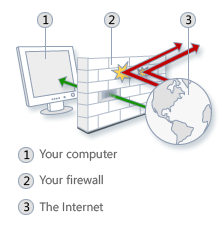 1 2 3
1 Your computer
2 Your firewall
3 The Internet